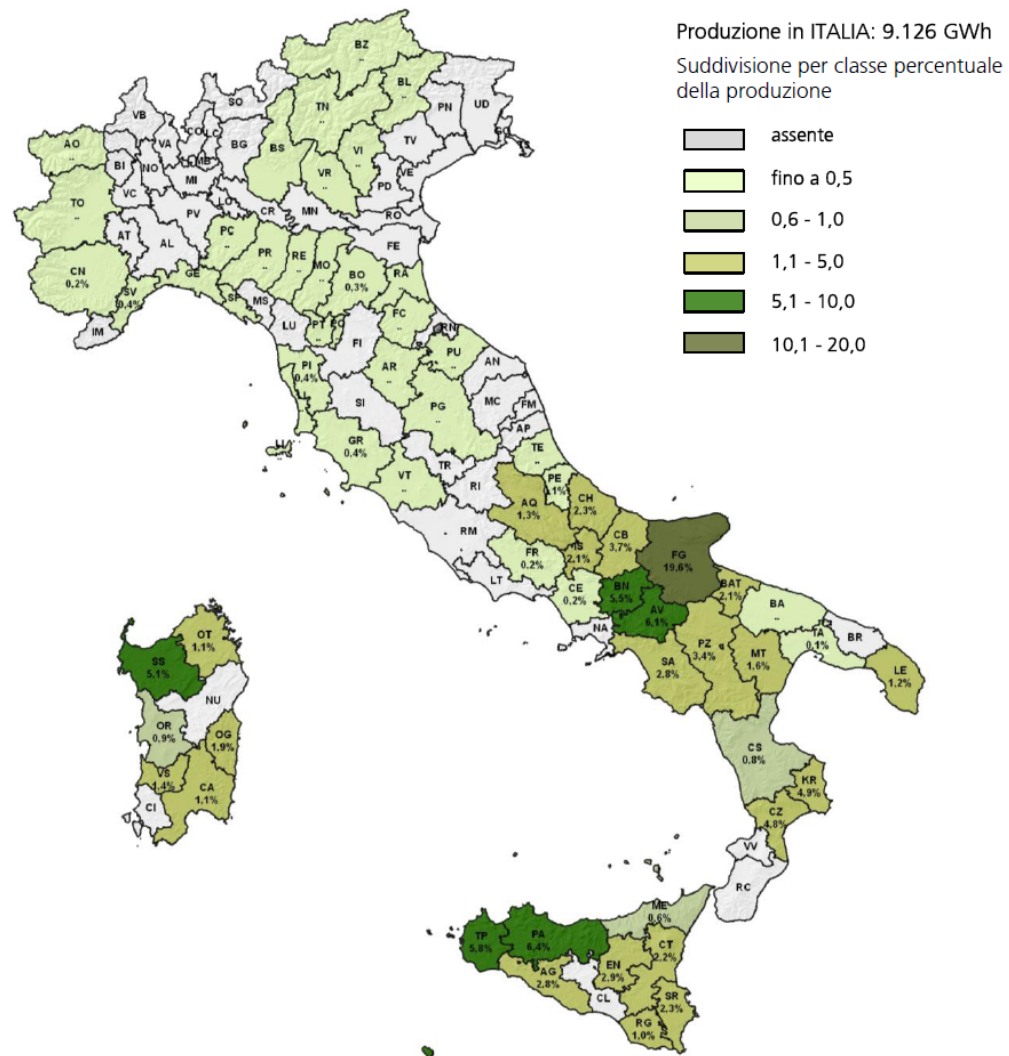 Produzione in ITALIA: 9.126 GWh
Suddivisione per classe percentuale
della produzione
assente
fino a 0,5
0,6 - 1,0
1,1 - 5,0
5,1 - 10,0
10,1 - 20,0
BZ
..
BL
..
SO
TN
..
PN
UD
GO
TS
VB
VA
CO
LC
BG
BS
..
VI
..
TV
VE
AO
..
BI
NO
MB
MI
VR
..
PD
TO
..
VC
PV
LO
CR
MN
RO
AT
AL
PC
..
PR
..
RE
..
MO
..
FE
CN
0,2%
SV
0,4%
GE
SP
BO
0,3%
RA
..
IM
MS
LU
PT
..
FC
..
RN
FI
PU
..
AN
PI
0,4%
LI
..
AR
..
MC
FM
AP
SI
PG
..
GR
0,4%
TR
VT
..
RI
TE
..
PE
AQ
1,3%
CH
2,3%
RM
FR
0,2%
IS
2,1%
CB
3,7%
LT
CE
0,2%
BN
5,5%
AV
6,1%
FG
19,6%
BAT
2,1%
BA
..
NA
TA
0,1%
BR
SA
2,8%
PZ
3,4%
MT
1,6%
LE
1,2%
OT
1,1%
SS
5,1%
NU
OR
0,9%
OG
1,9%
VS
1,4%
CA
1,1%
CI
CS
0,8%
KR
4,9%
CZ
4,8%
VV
RC
ME
0,6%
TP
5,8%
PA
6,4%
CT
2,2%
EN
2,9%
AG
2,8%
CL
SR
2,3%
RG
1,0%